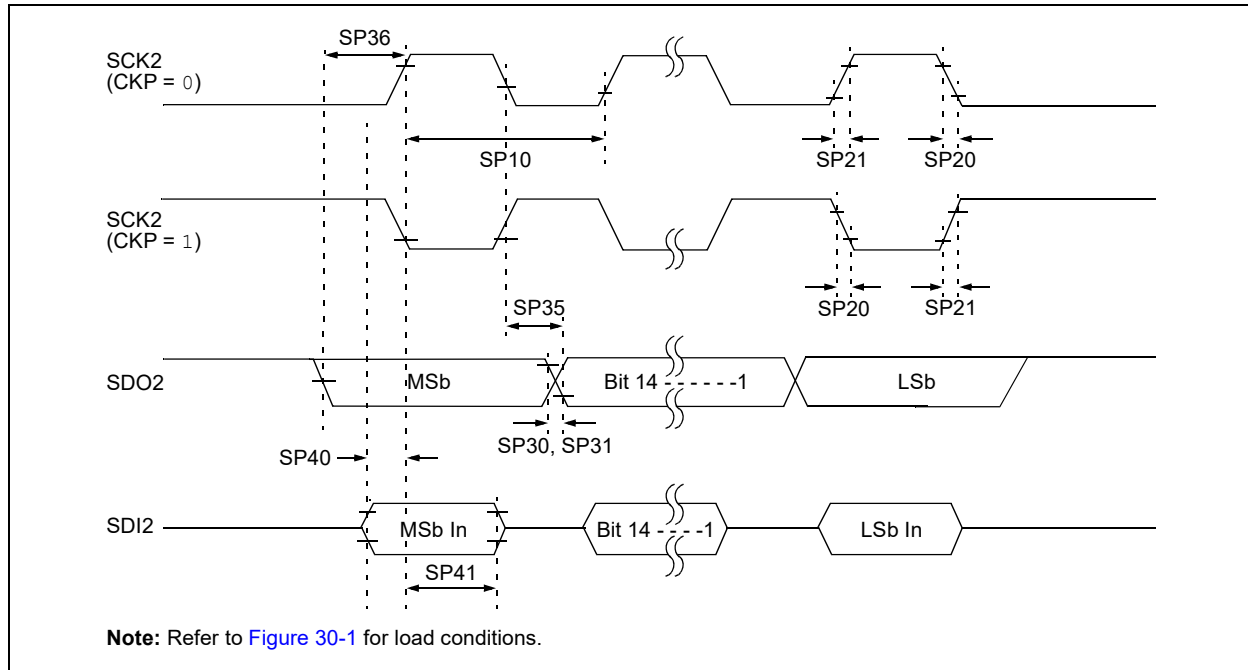 SP36
SCK2
(CKP = 0)
SP10
SP21
SP20
SCK2
(CKP = 1)
SP35
SP20
SP21
SDO2
MSb
Bit 14 - - - - - - -1
LSb
SP30, SP31
SP40
SDI2
MSb In
Bit 14 - - - - -1
LSb In
SP41
Note: Refer to Figure 30-1 for load conditions.